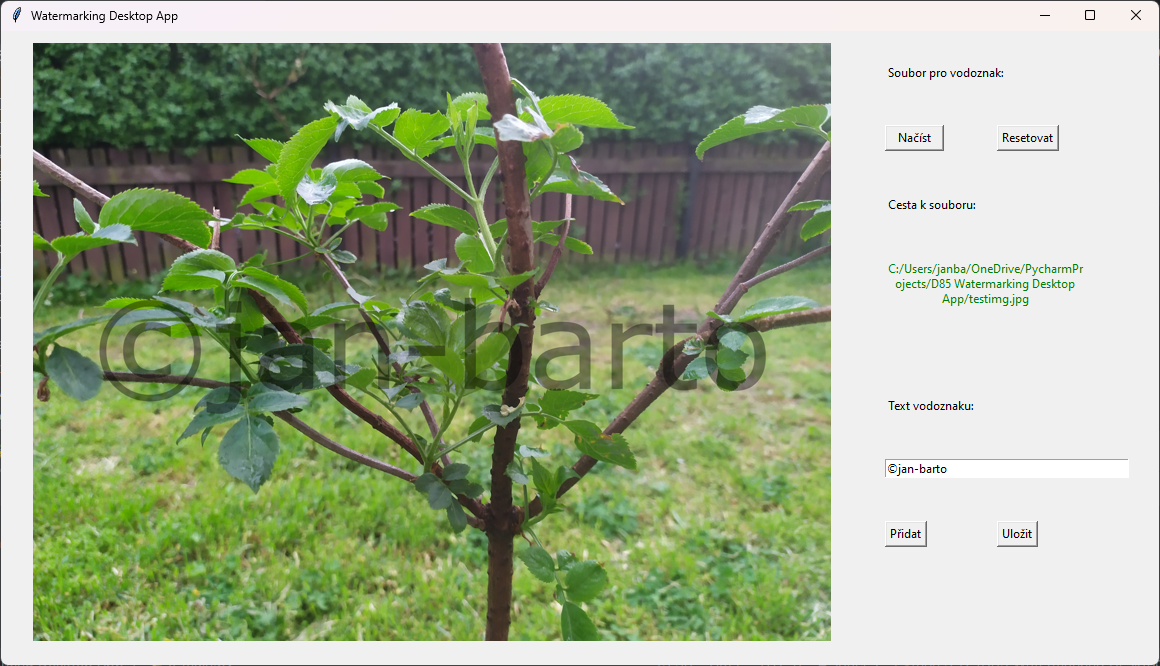 Watermarking Desktop App
Soubor pro vodoznak:
Načíst
Resetovat
Cesta k souboru:
C:/Users/janba/OneDrive/PycharmPr
ojects/D85 Watermarking Desktop
App/testimg.jpg
©jan-barto
Text vodoznaku:
©jan-barto
Přidat
Uložit